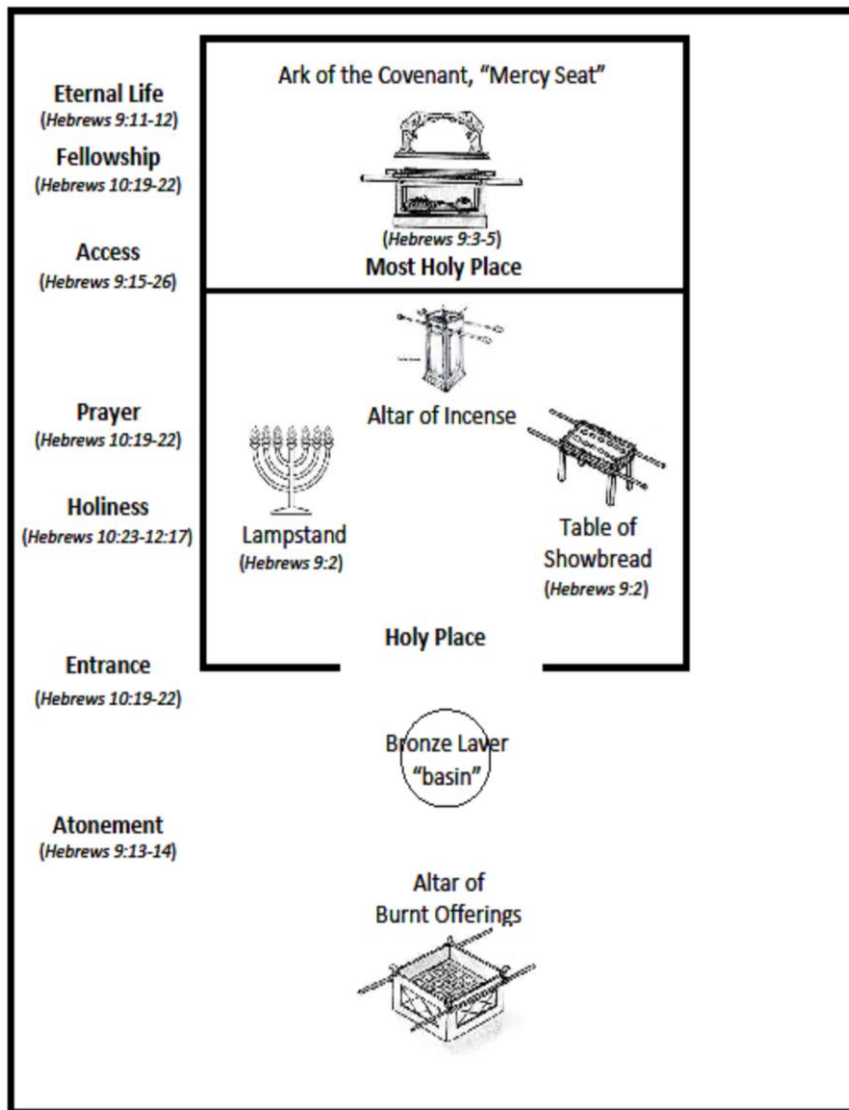 Eternal Life
(Hebrews 9:11-12)
Fellowship
(Hebrews 10:19-22)
Access
(Hebrews 9:15-26)
Prayer
(Hebrews 10:19-22)
Holiness
(Hebrews 10:23-12:17)
Entrance
(Hebrews 10:19-22)
Atonement
(Hebrews 9:13-14)
Ark of the Covenant, “Mercy Seat”
(Hebrews 9:3-5)
Most Holy Place
Altar of Incense
Lampstand
(Hebrews 9:2)
Table of
Showbread
(Hebrews 9:2)
Holy Place
Bronze Laver
“basin”
Altar of
Burnt Offerings